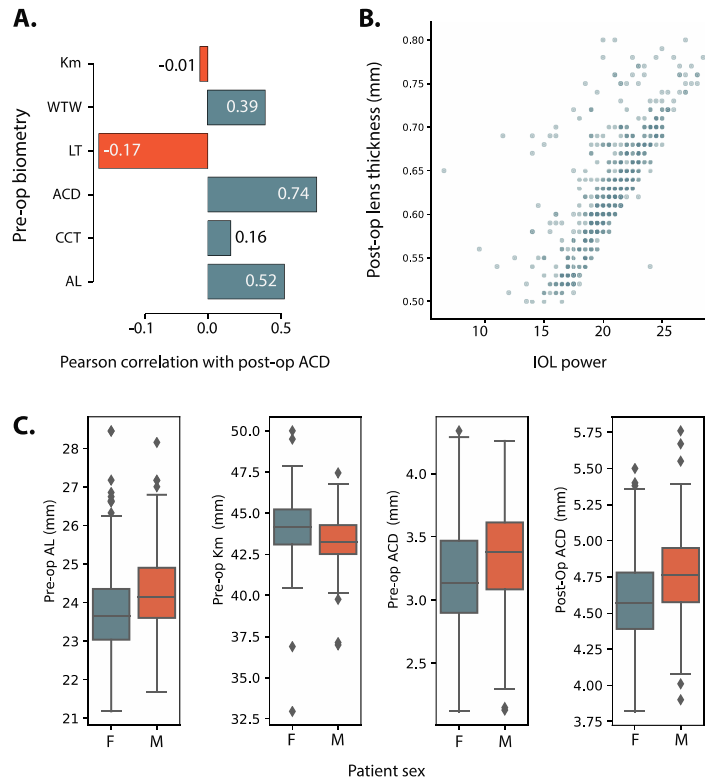 A.
Pre-op biometry
Km
WTW
LT
ACD
CCT
AL
-0.01
0.39
-0.17
0.74
0.16
0.52
-0.1
0.0
0.5
Pearson correlation with post-op ACD
B.
Post-op lens thickness (mm)
0.80
0.75
0.70
0.65
0.60
0.55
0.50
10
15
20
25
IOL power
C.
Pre-op AL (mm)
28
27
26
25
24
23
22
21
F
M
Pre-op Km (mm)
50.0
47.5
45.0
42.5
40.0
37.5
35.0
32.5
F
M
Pre-op ACD (mm)
4.0
3.5
3.0
2.5
F
M
Post-Op ACD (mm)
5.75
5.50
5.25
5.00
4.75
4.50
4.25
4.00
3.75
F
M
Patient sex